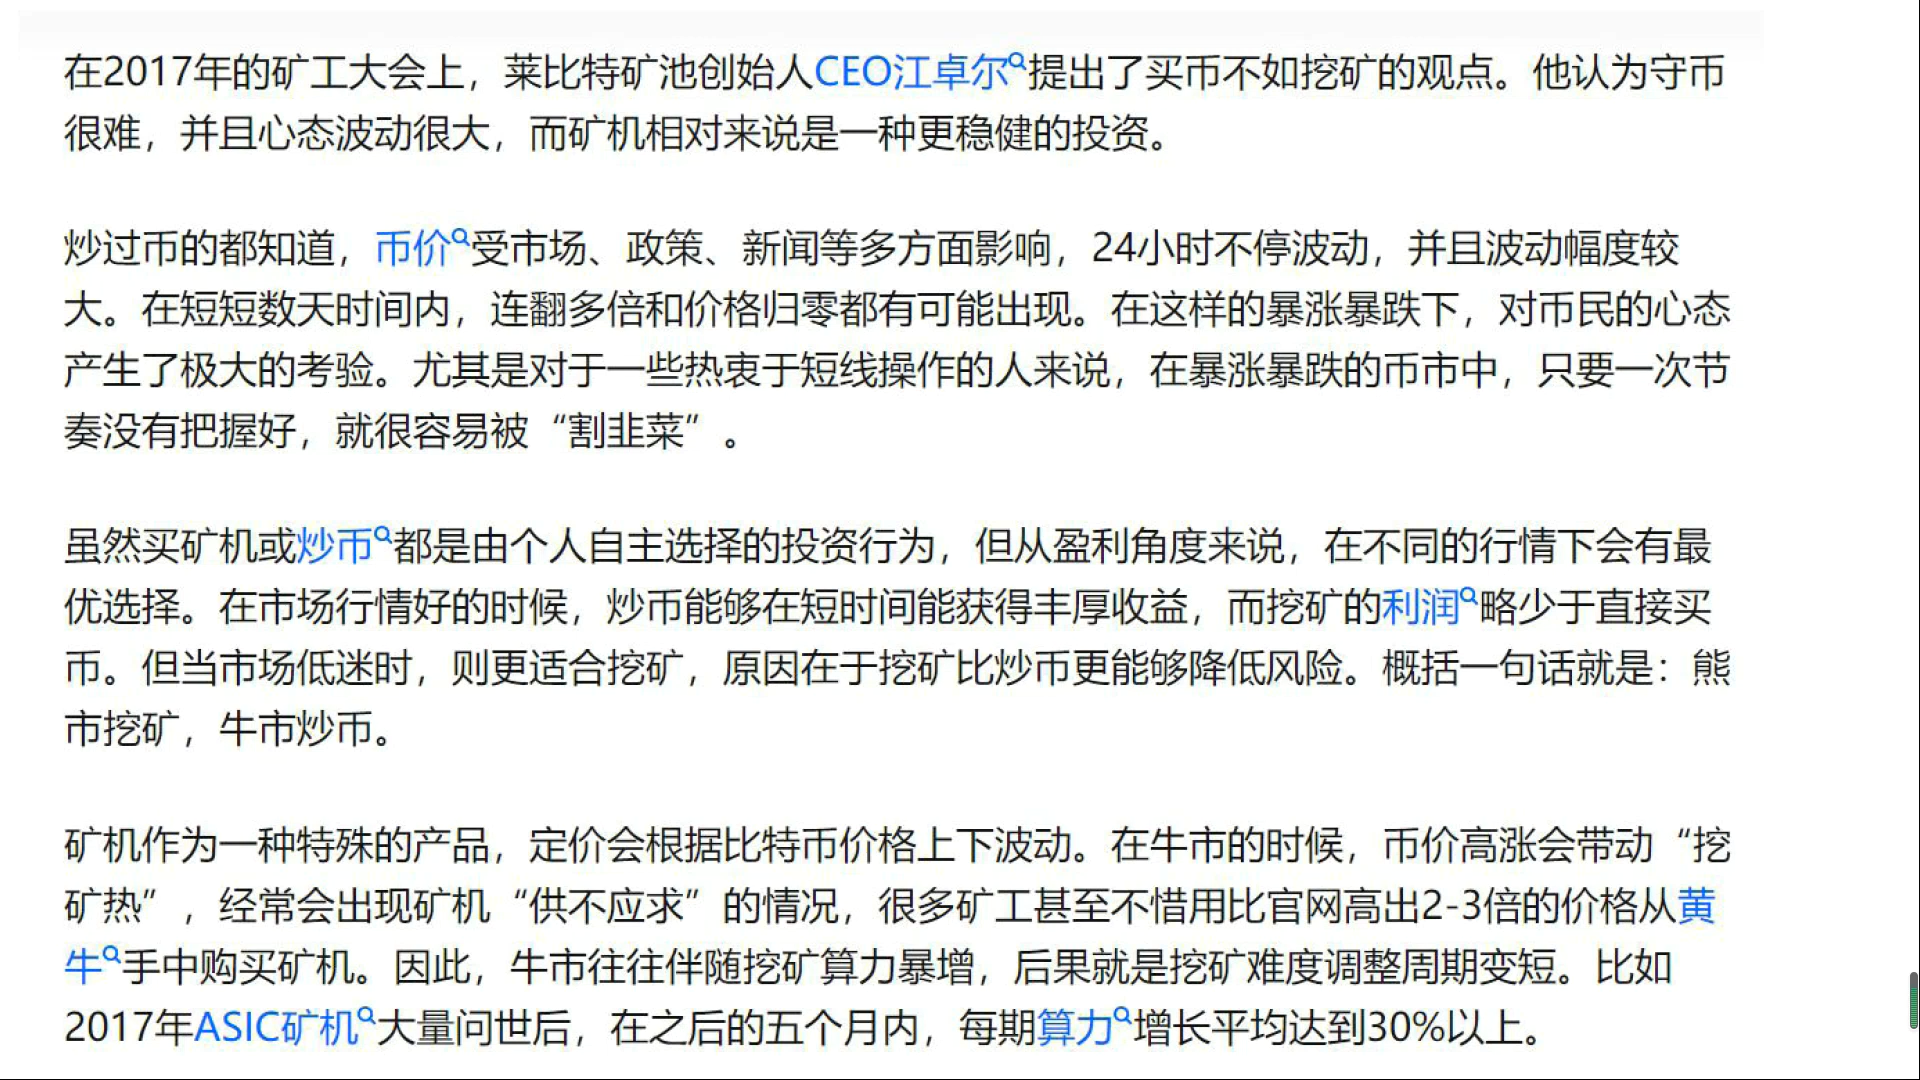 在2017年的矿工大会上，莱比特矿池创始人CEO江卓尔提出了买币不如挖矿的观点。他认为守币
很难，并且心态波动很大，而矿机相对来说是一种更稳健的投资。
炒过币的都知道，币价受市场、政策、新闻等多方面影响，24小时不停波动，并且波动幅度较
大。在短短数天时间内，连翻多倍和价格归零都有可能出现。在这样的暴涨暴跌下，对币民的心态
产生了极大的考验。尤其是对于一些热衷于短线操作的人来说，在暴涨暴跌的币市中，只要一次节
奏没有把握好，就很容易被“割韭菜”。
虽然买矿机或炒币都是由个人自主选择的投资行为，但从盈利角度来说，在不同的行情下会有最
优选择。在市场行情好的时候，炒币能够在短时间能获得丰厚收益，而挖矿的利润略少于直接买
币。但当市场低迷时，则更适合挖矿，原因在于挖矿比炒币更能够降低风险。概括一句话就是：熊
市挖矿，牛市炒币。
矿机作为一种特殊的产品，定价会根据比特币价格上下波动。在牛市的时候，币价高涨会带动“挖
矿热”，经常会出现矿机“供不应求”的情况，很多矿工甚至不惜用比官网高出2-3倍的价格从黄
牛手中购买矿机。因此，牛市往往伴随挖矿算力暴增，后果就是挖矿难度调整周期变短。比如
2017年ASIC矿机大量问世后，在之后的五个月内，每期算力增长平均达到30%以上。